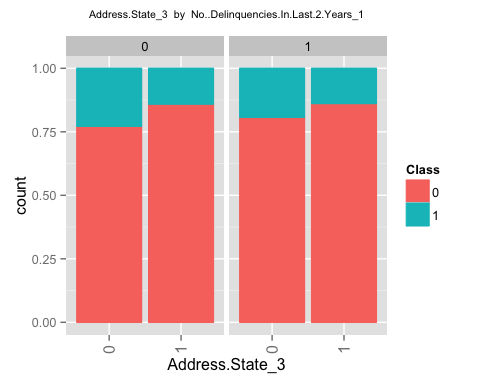 Address.State_3 by No..Delinquencies.In.Last.2.Years_1
0 1
1.00
0.75
0.50
0.25
0.00
count
0 1 0 1
Address.State_3
Class
0
1